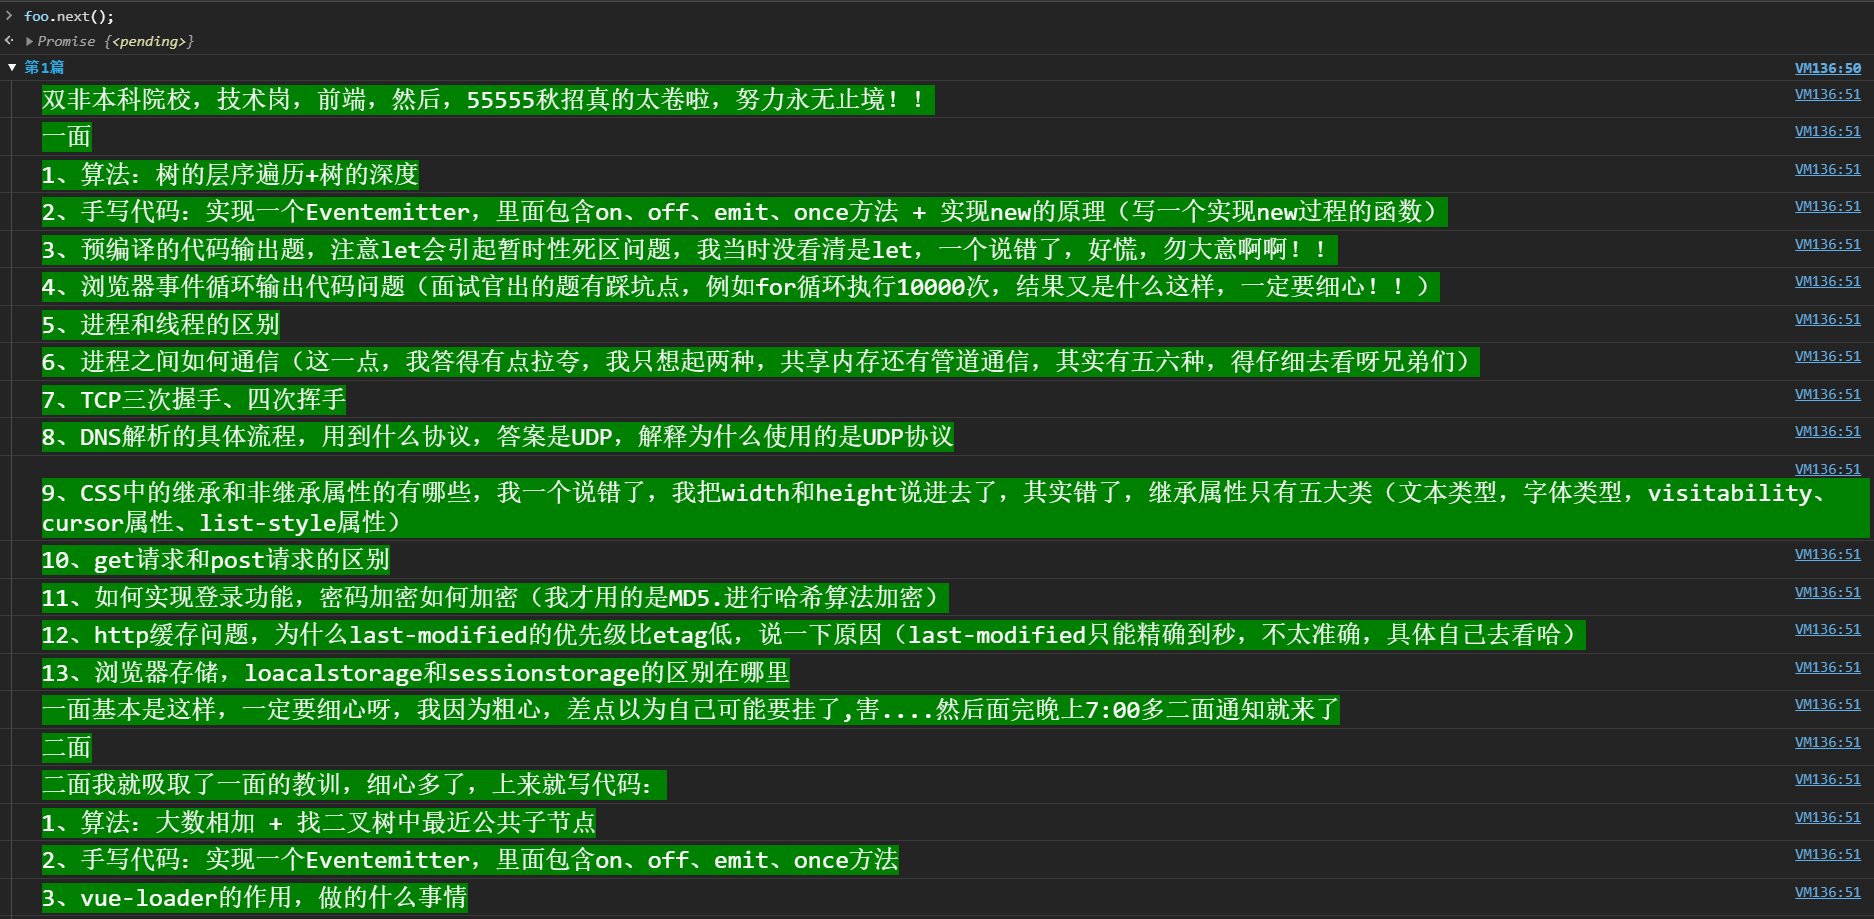 foo.next();
Promise {<pending>}
第1篇 VM136:50
双非本科院校，技术岗，前端，然后，55555秋招真的太卷啦，努力永无止境！！ VM136:51
一面 VM136:51
1、算法：树的层序遍历+树的深度 VM136:51
2、手写代码：实现一个Eventemitter，里面包含on、off、emit、once方法 + 实现new的原理（写一个实现new过程的函数） VM136:51
3、预编译的代码输出题，注意let会引起暂时性死区问题，我当时没看清是let，一个说错了，好慌，勿大意啊啊！！ VM136:51
4、浏览器事件循环输出代码问题（面试官出的题有踩坑点，例如for循环执行10000次，结果又是什么这样，一定要细心！！） VM136:51
5、进程和线程的区别 VM136:51
6、进程之间如何通信（这一点，我答得有点拉夸，我只想起两种，共享内存还有管道通信，其实有五六种，得仔细去看呀兄弟们） VM136:51
7、TCP三次握手、四次挥手 VM136:51
8、DNS解析的具体流程，用到什么协议，答案是UDP，解释为什么使用的是UDP协议 VM136:51
VM136:51
9、CSS中的继承和非继承属性的有哪些，我一个说错了，我把width和height说进去了，其实错了，继承属性只有五大类（文本类型，字体类型，visitability、
cursor属性、list-style属性）
10、get请求和post请求的区别 VM136:51
11、如何实现登录功能，密码加密如何加密（我才用的是MD5.进行哈希算法加密） VM136:51
12、http缓存问题，为什么last-modified的优先级比etag低，说一下原因（last-modified只能精确到秒，不太准确，具体自己去看哈） VM136:51
13、浏览器存储，loacalstorage和sessionstorage的区别在哪里 VM136:51
一面基本是这样，一定要细心呀，我因为粗心，差点以为自己可能要挂了,害....然后面完晚上7:00多二面通知就来了 VM136:51
二面 VM136:51
二面我就吸取了一面的教训，细心多了，上来就写代码： VM136:51
1、算法：大数相加 + 找二叉树中最近公共子节点 VM136:51
2、手写代码：实现一个Eventemitter，里面包含on、off、emit、once方法 VM136:51
3、vue-loader的作用，做的什么事情 VM136:51